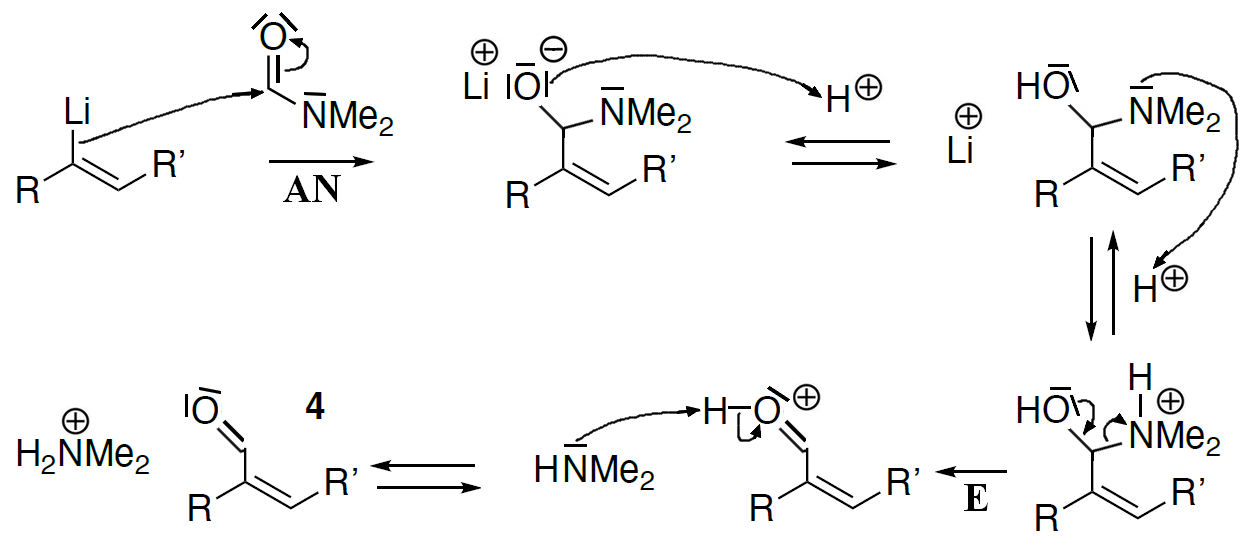 Li
O
NMe2
R
R'
AN
Li ⊕
O ⊖
NMe2
H⊕
R
R'
HO
NMe2
Li ⊕
R
R'
H⊕
HO
H
NMe2 ⊕
R
R'
E
H–O ⊕
R
R'
HNMe2
O
4
R
R'
H2NMe2 ⊕